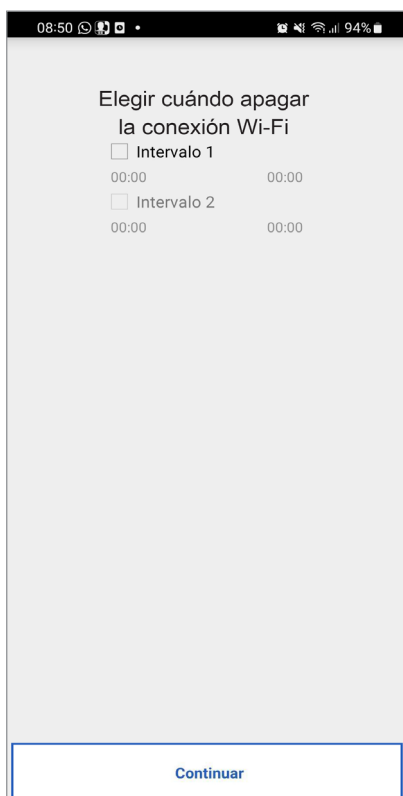 08:50 94%
Elegir cuándo apagar
la conexión Wi-Fi
Intervalo 1
00:00 00:00
Intervalo 2
00:00 00:00
Continuar